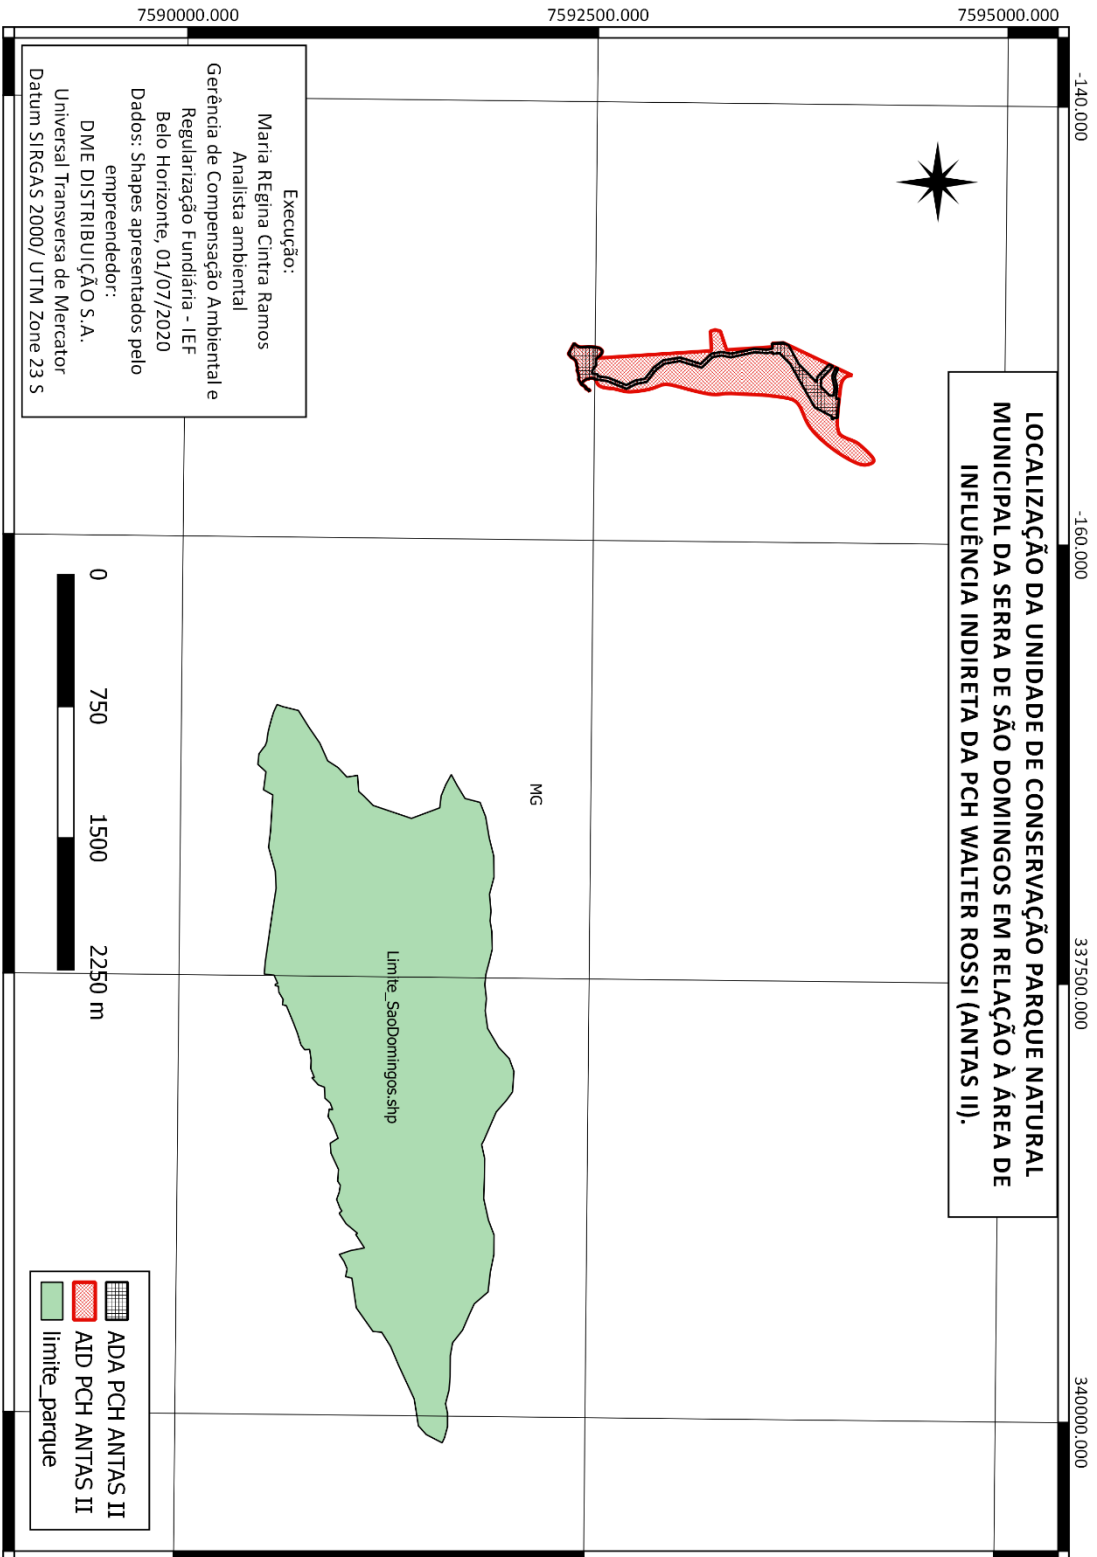 LOCALIZAÇÃO DA UNIDADE DE CONSERVAÇÃO PARQUE NATURAL
MUNICIPAL DA SERRA DE SÃO DOMINGOS EM RELAÇÃO À ÁREA DE
INFLUÊNCIA INDIRETA DA PCH WALTER ROSSI (ANTAS II).
-140.000
-160.000
337500.000
340000.000
7595000.000
7592500.000
7590000.000
MG
Limite_SaoDomingos.shp
Execução:
Maria REgina Cintra Ramos
Analista ambiental
Gerência de Compensação Ambiental e
Regularização Fundiária - IEF
Belo Horizonte, 01/07/2020
Dados: Shapes apresentados pelo
empreendedor:
DME DISTRIBUIÇÃO S.A.
Universal Transversa de Mercator
Datum SIRGAS 2000/ UTM Zone 23 S
0 750 1500 2250 m
ADA PCH ANTAS II
AID PCH ANTAS II
limite_parque